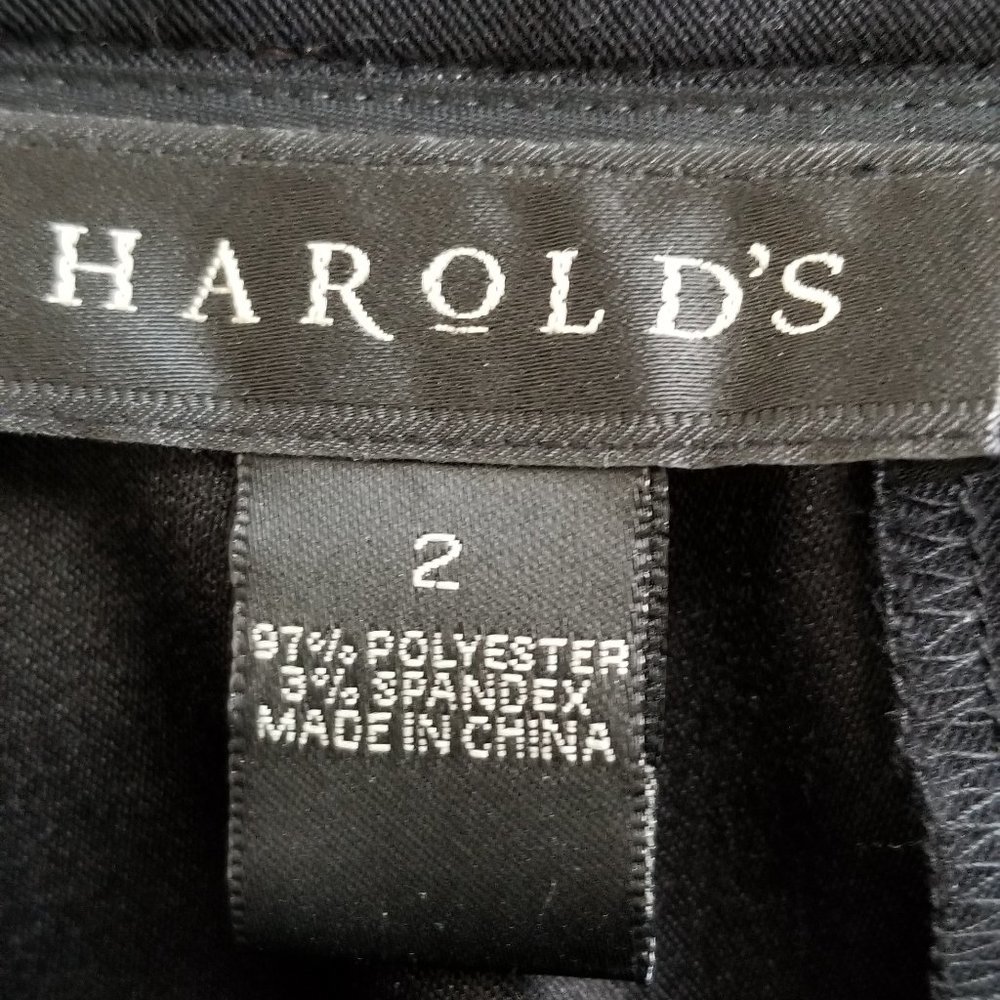 HAROLD'S
2
97% POLYESTER
3% SPANDEX
MADE IN CHINA